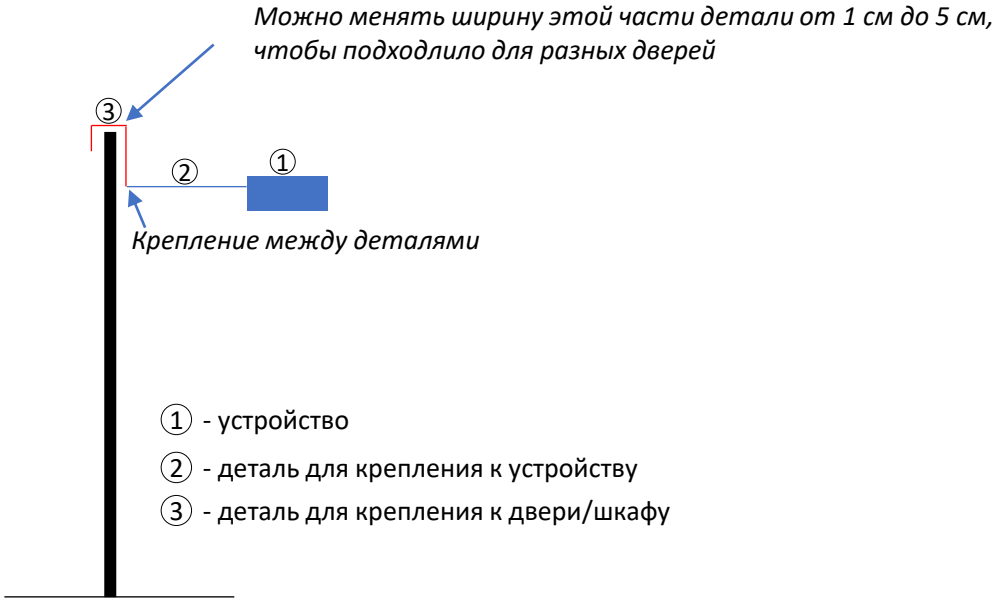 Можно менять ширину этой части детали от 1 см до 5 см,
чтобы подходлило для разных дверей
3
2
1
Крепление между деталями
1 - устройство
2 - деталь для крепления к устройству
3 - деталь для крепления к двери/шкафу